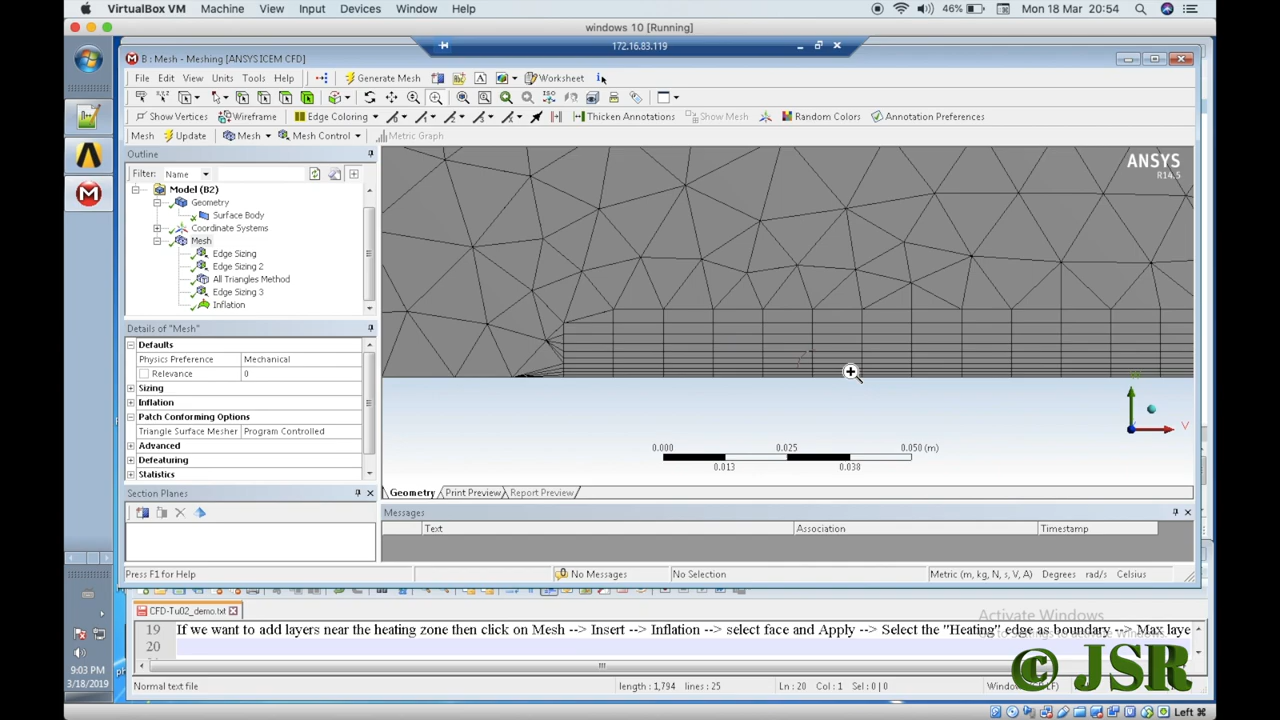 VirtualBox VM Machine View Input Devices Window Help 46% Mon 18 Mar 20:54
windows 10 [Running]
172.16.83.119
B : Mesh - Meshing [ANSYSICEM CFD]
File Edit View Units Tools Help Generate Mesh Worksheet
Show Vertices Wireframe Edge Coloring Thicken Annotations Show Mesh Random Colors Annotation Preferences
Mesh Update Mesh Mesh Control Metric Graph
Outline
Filter: Name
Model (B2)
Geometry
Surface Body
Coordinate Systems
Mesh
Edge Sizing
Edge Sizing 2
All Triangles Method
Edge Sizing 3
Inflation
Details of "Mesh"
Defaults
Physics Preference Mechanical
Relevance 0
Sizing
Inflation
Patch Conforming Options
Triangle Surface Mesher Program Controlled
Advanced
Defeaturing
Statistics
Section Planes
ANSYS
R14.5
0.000 0.025 0.050 (m)
0.013 0.038
Geometry Print Preview Report Preview
Messages
Text Association Timestamp
Press F1 for Help 0 No Messages No Selection Metric (m, kg, N, s, V, A) Degrees rad/s Celsius
CFD-Tu02_demo.txt
Activate Windows
19 If we want to add layers near the heating zone then click on Mesh --> Insert --> Inflation --> select face and Apply --> Select the "Heating" edge as boundary --> Max laye
20
Normal text file length : 1,794 lines : 25 Ln : 20 Col : 1 Sel : 0 | 0
© JSR
9:03 PM
3/18/2019
Left ⌘